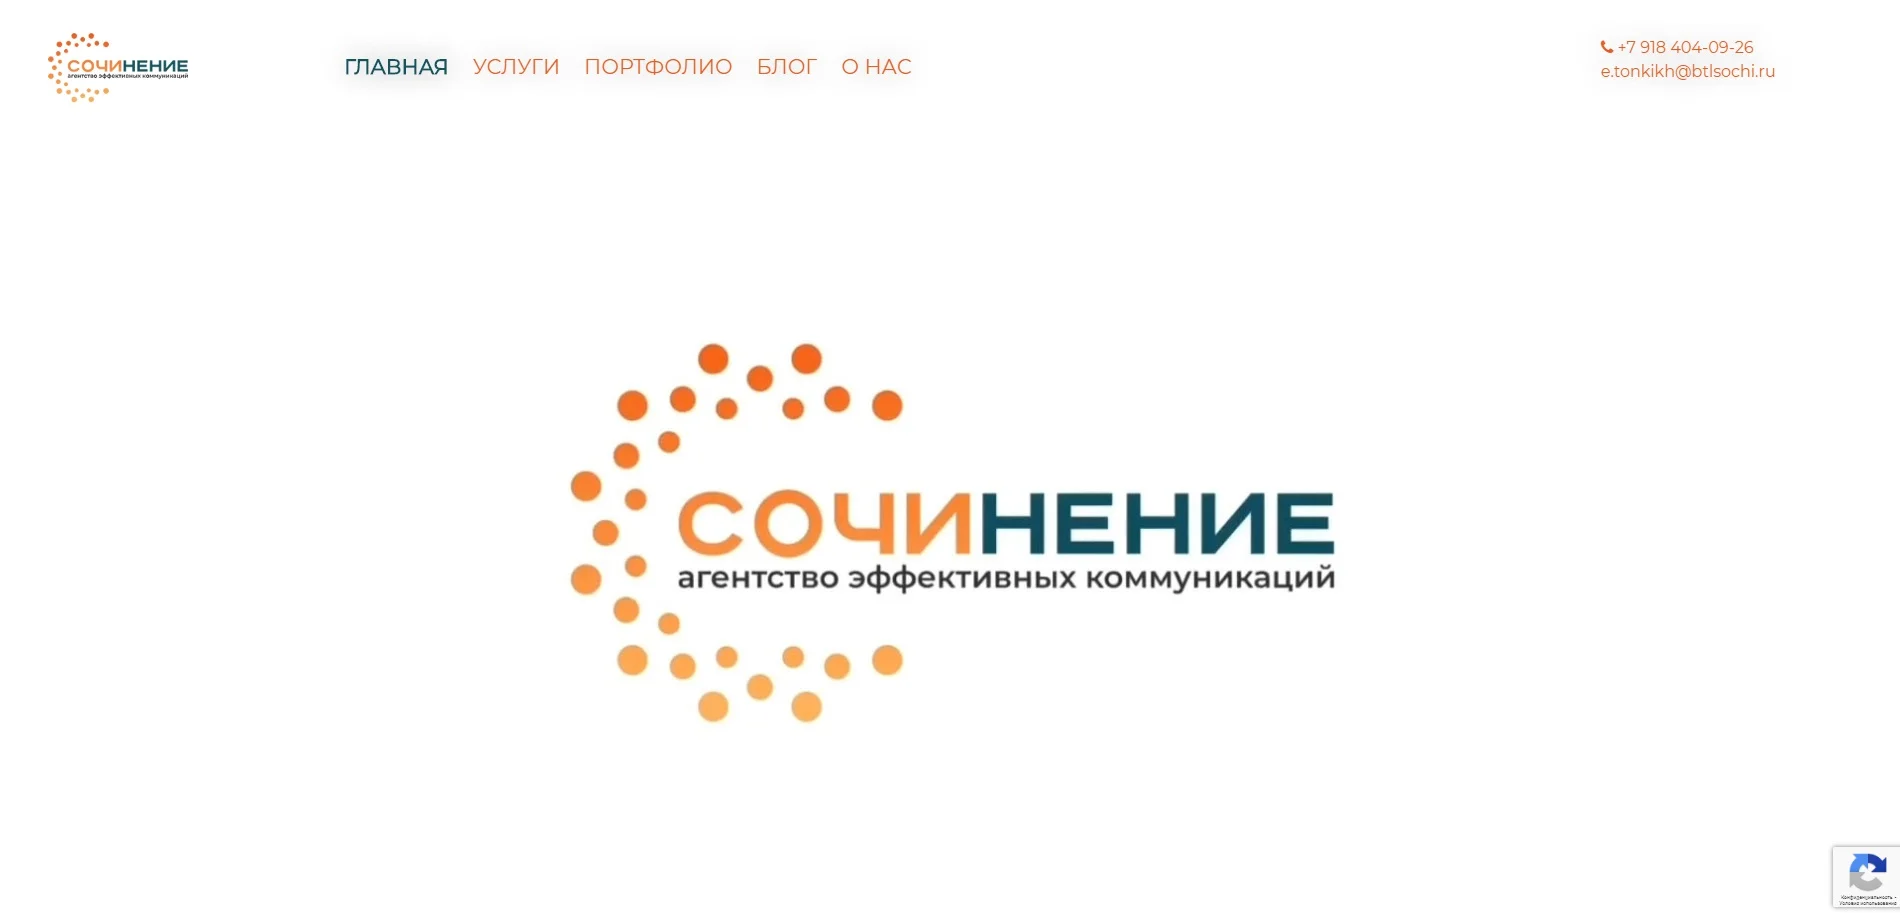 СОЧИНЕНИЕ
агентство эффективных коммуникаций
ГЛАВНАЯ УСЛУГИ ПОРТФОЛИО БЛОГ О НАС
+7 918 404-09-26
e.tonkikh@btlsochi.ru
СОЧИНЕНИЕ
агентство эффективных коммуникаций
Конфиденциальность -
Условия использования